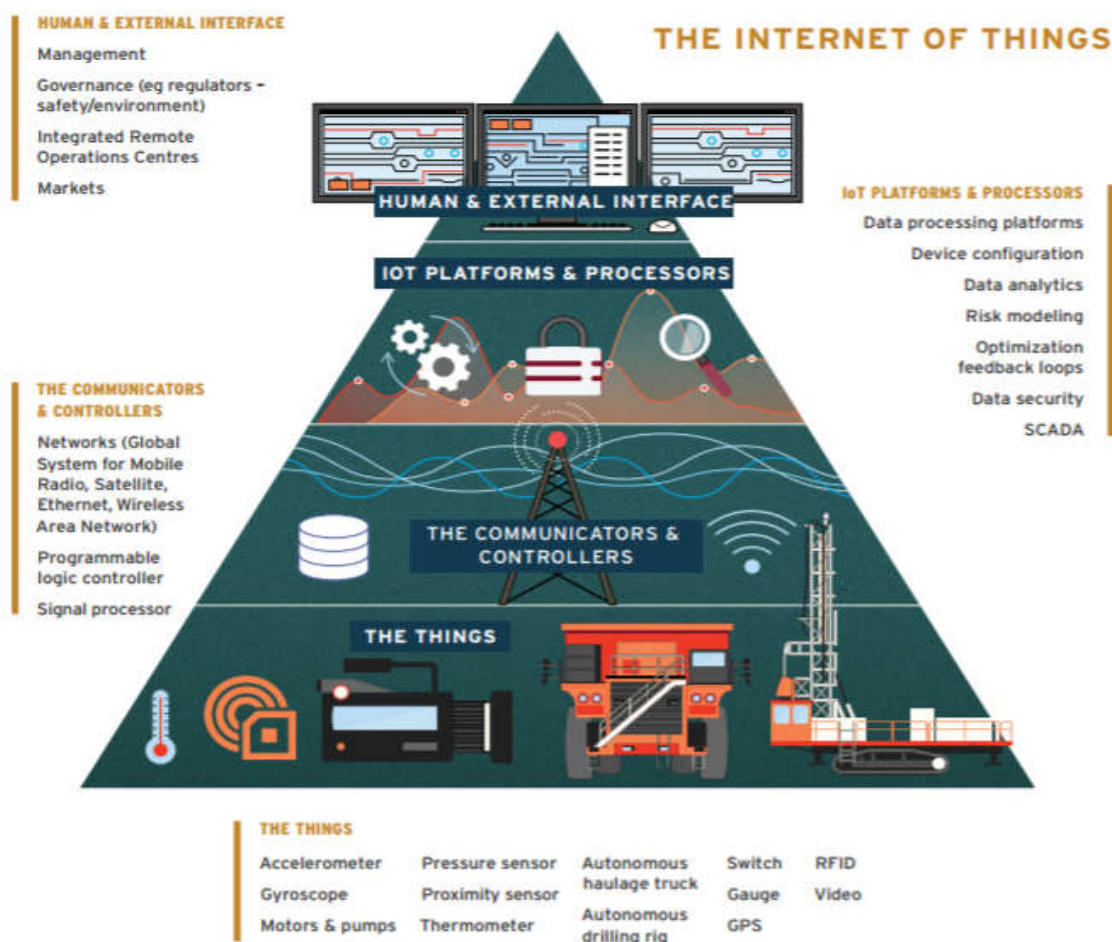 THE INTERNET OF THINGS
HUMAN & EXTERNAL INTERFACE
Management
Governance (eg regulators –
safety/environment)
Integrated Remote
Operations Centres
Markets
HUMAN & EXTERNAL INTERFACE
IOT PLATFORMS & PROCESSORS
IoT PLATFORMS & PROCESSORS
Data processing platforms
Device configuration
Data analytics
Risk modeling
Optimization
feedback loops
Data security
SCADA
THE COMMUNICATORS
& CONTROLLERS
Networks (Global
System for Mobile
Radio, Satellite,
Ethernet, Wireless
Area Network)
Programmable
logic controller
Signal processor
THE COMMUNICATORS &
CONTROLLERS
THE THINGS
THE THINGS
Accelerometer
Gyroscope
Motors & pumps
Pressure sensor
Proximity sensor
Thermometer
Autonomous
haulage truck
Autonomous
drilling rig
Switch
Gauge
GPS
RFID
Video